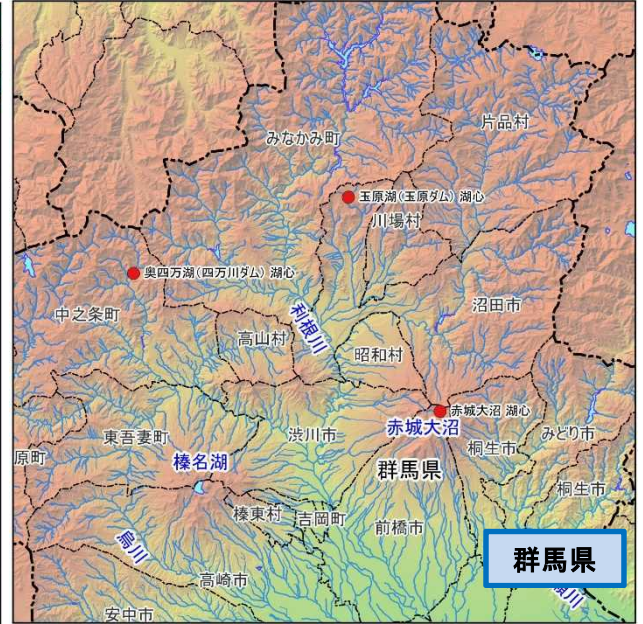 みなかみ町
片品村
玉原湖(玉原ダム) 湖心
川場村
奥四万湖(四万川ダム) 湖心
中之条町
利根川
沼田市
高山村
昭和村
赤城大沼 湖心
赤城大沼
東吾妻町
渋川市
みどり市
桐生市
原町
榛名湖
群馬県
桐生市
榛東村
吉岡町
前橋市
烏川
群馬県
高崎市
安中市
川